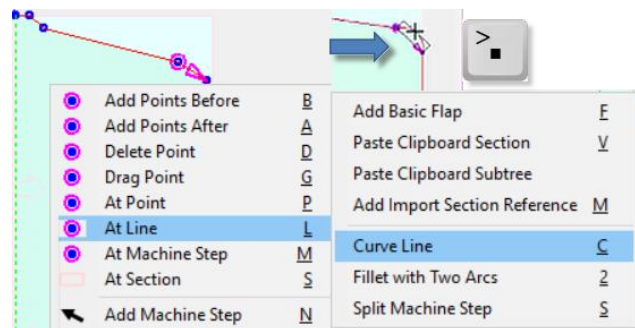 >
.
Add Points Before B
Add Points After A
Delete Point D
Drag Point G
At Point P
At Line L
At Machine Step M
At Section S
Add Machine Step N
Add Basic Flap F
Paste Clipboard Section V
Paste Clipboard Subtree
Add Import Section Reference M
Curve Line C
Fillet with Two Arcs 2
Split Machine Step S